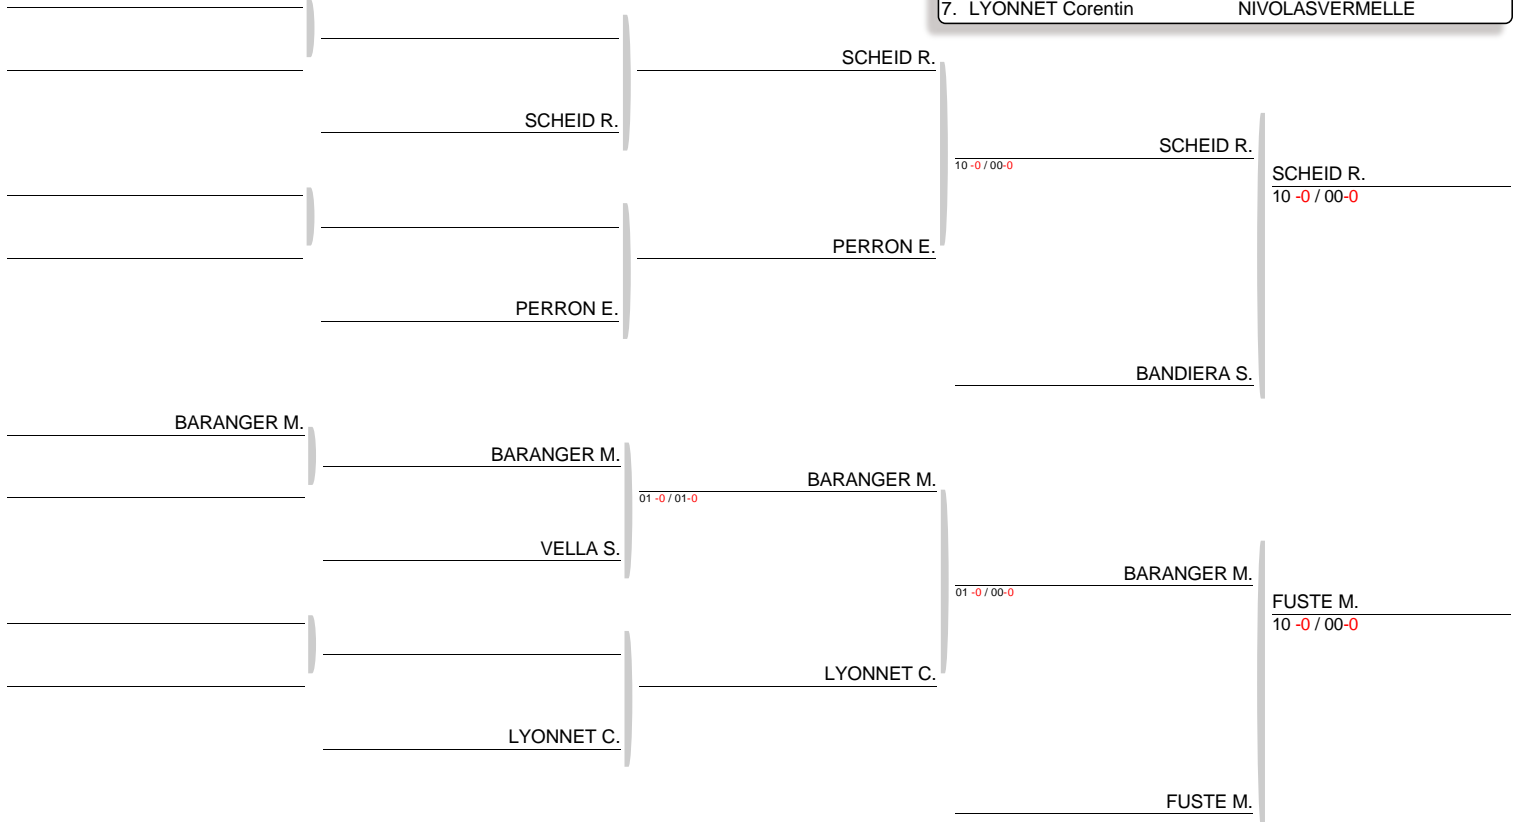 7. LYONNET Corentin NIVOLASVERMELLE
SCHEID R.
SCHEID R.
SCHEID R.
10 -0 / 00-0
SCHEID R.
10 -0 / 00-0
PERRON E.
PERRON E.
BANDIERA S.
BARANGER M.
BARANGER M.
BARANGER M.
01 -0 / 01-0
VELLA S.
BARANGER M.
01 -0 / 00-0
FUSTE M.
10 -0 / 00-0
LYONNET C.
LYONNET C.
FUSTE M.